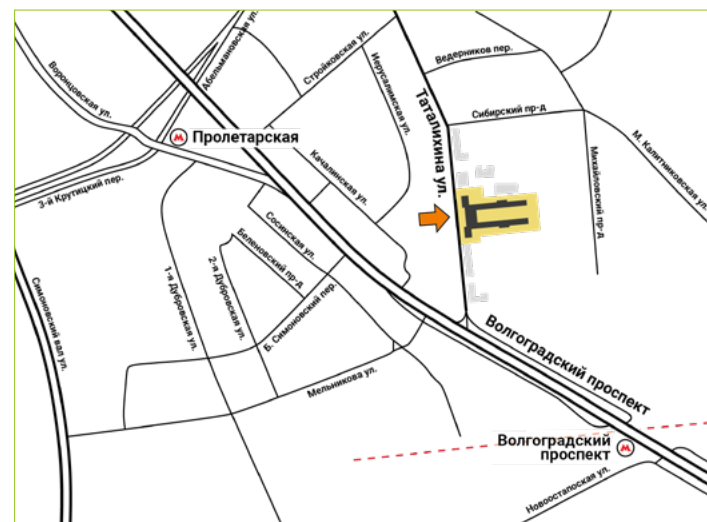 Абельмановская ул.
Воронцовская ул.
Стройковская ул.
Иерусалимская ул.
Ведерников пер.
Таталихина ул.
Сибирский пр-д
М. Калитниковская ул.
Михайловский пр-д
М Пролетарская
Качалинская ул.
3-й Крутицкий пер.
Сосинская ул.
Беленовский пр-д
1-я Дубровская ул.
2-я Дубровская ул.
Б. Симоновский пер.
Симоновский вал ул.
Мельникова ул.
Волгоградский проспект
Волгоградский
проспект М
Новоостапоская ул.